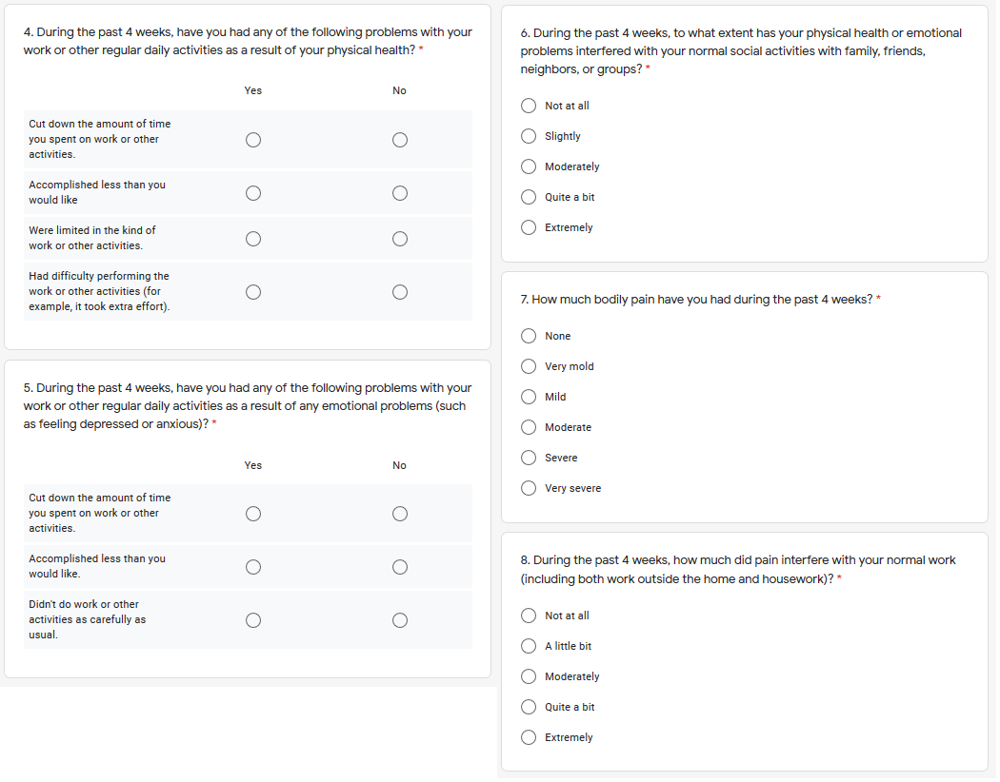 4. During the past 4 weeks, have you had any of the following problems with your
work or other regular daily activities as a result of your physical health? *
Yes No
Cut down the amount of time
you spent on work or other
activities.
Accomplished less than you
would like
Were limited in the kind of
work or other activities.
Had difficulty performing the
work or other activities (for
example, it took extra effort).
5. During the past 4 weeks, have you had any of the following problems with your
work or other regular daily activities as a result of any emotional problems (such
as feeling depressed or anxious)? *
Yes No
Cut down the amount of time
you spent on work or other
activities.
Accomplished less than you
would like.
Didn't do work or other
activities as carefully as
usual.
6. During the past 4 weeks, to what extent has your physical health or emotional
problems interfered with your normal social activities with family, friends,
neighbors, or groups? *
Not at all
Slightly
Moderately
Quite a bit
Extremely
7. How much bodily pain have you had during the past 4 weeks? *
None
Very mold
Mild
Moderate
Severe
Very severe
8. During the past 4 weeks, how much did pain interfere with your normal work
(including both work outside the home and housework)? *
Not at all
A little bit
Moderately
Quite a bit
Extremely